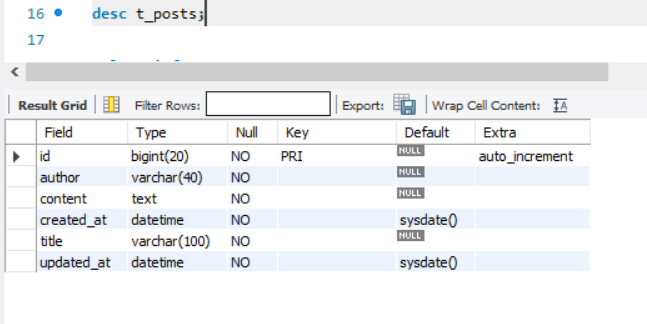 16 desc t_posts;
17
Result Grid Filter Rows: Export: Wrap Cell Content: IA
Field Type Null Key Default Extra
id bigint(20) NO PRI NULL auto_increment
author varchar(40) NO NULL
content text NO NULL
created_at datetime NO sysdate()
title varchar(100) NO NULL
updated_at datetime NO sysdate()